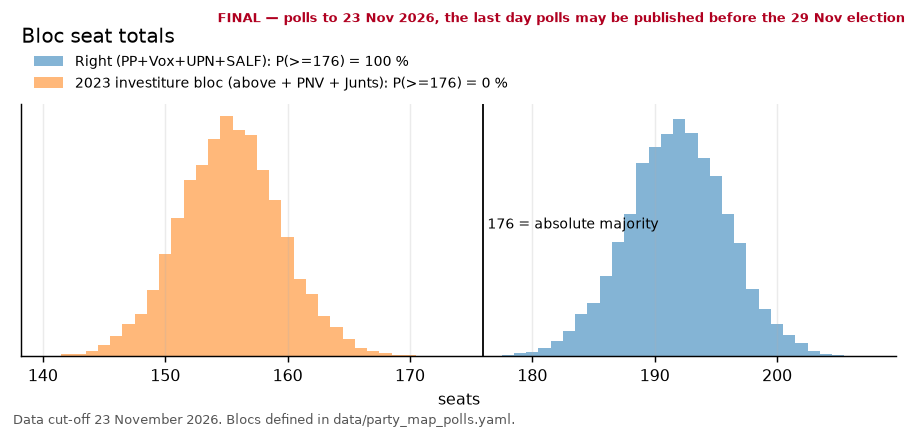 FINAL — polls to 23 Nov 2026, the last day polls may be published before the 29 Nov election
Bloc seat totals
Right (PP+Vox+UPN+SALF): P(>=176) = 100 %
2023 investiture bloc (above + PNV + Junts): P(>=176) = 0 %
176 = absolute majority
140 150 160 170 180 190 200
seats
Data cut-off 23 November 2026. Blocs defined in data/party_map_polls.yaml.